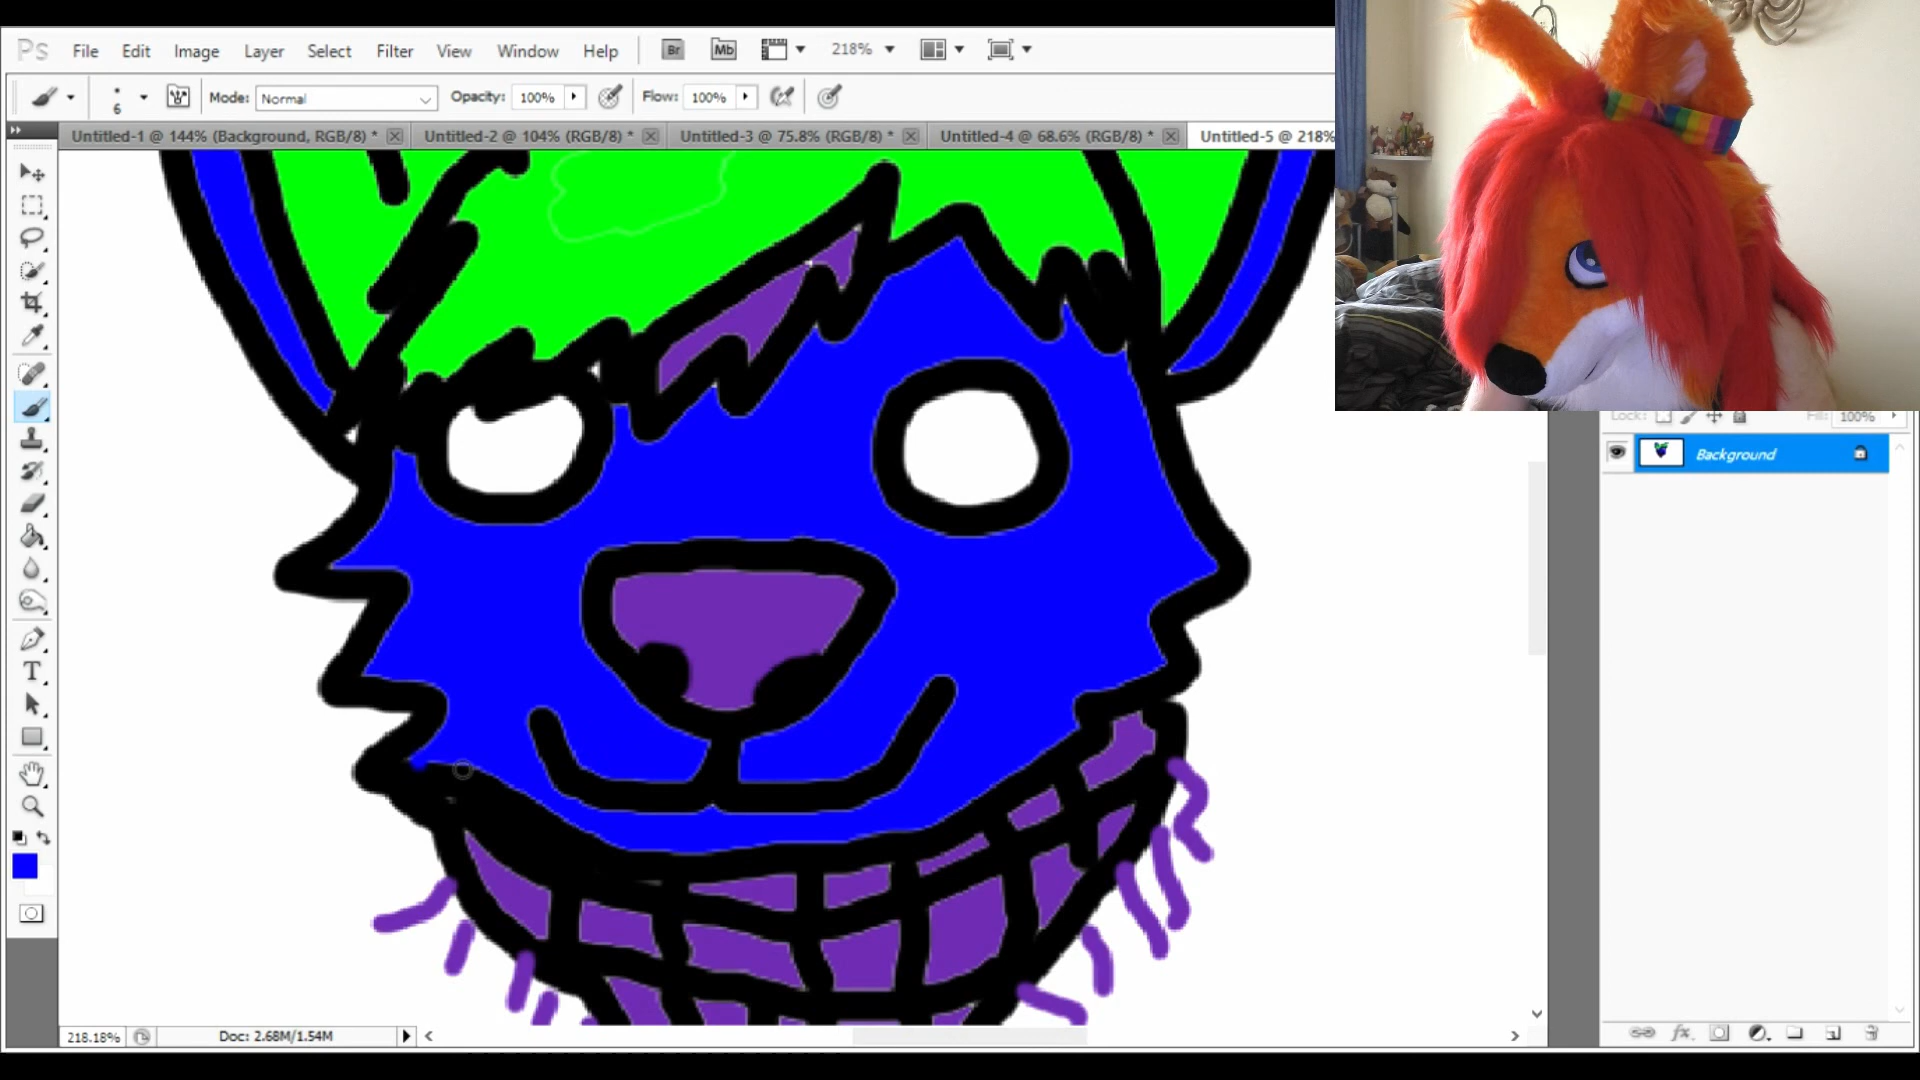 Ps File Edit Image Layer Select Filter View Window Help Br Mb 218%
6 Mode: Normal Opacity: 100% Flow: 100%
Untitled-1 @ 144% (Background, RGB/8) * Untitled-2 @ 104% (RGB/8) * Untitled-3 @ 75.8% (RGB/8) * Untitled-4 @ 68.6% (RGB/8) * Untitled-5 @ 218%
Lock: Fill: 100%
Background
T
218.18% Doc: 2.68M/1.54M
fx